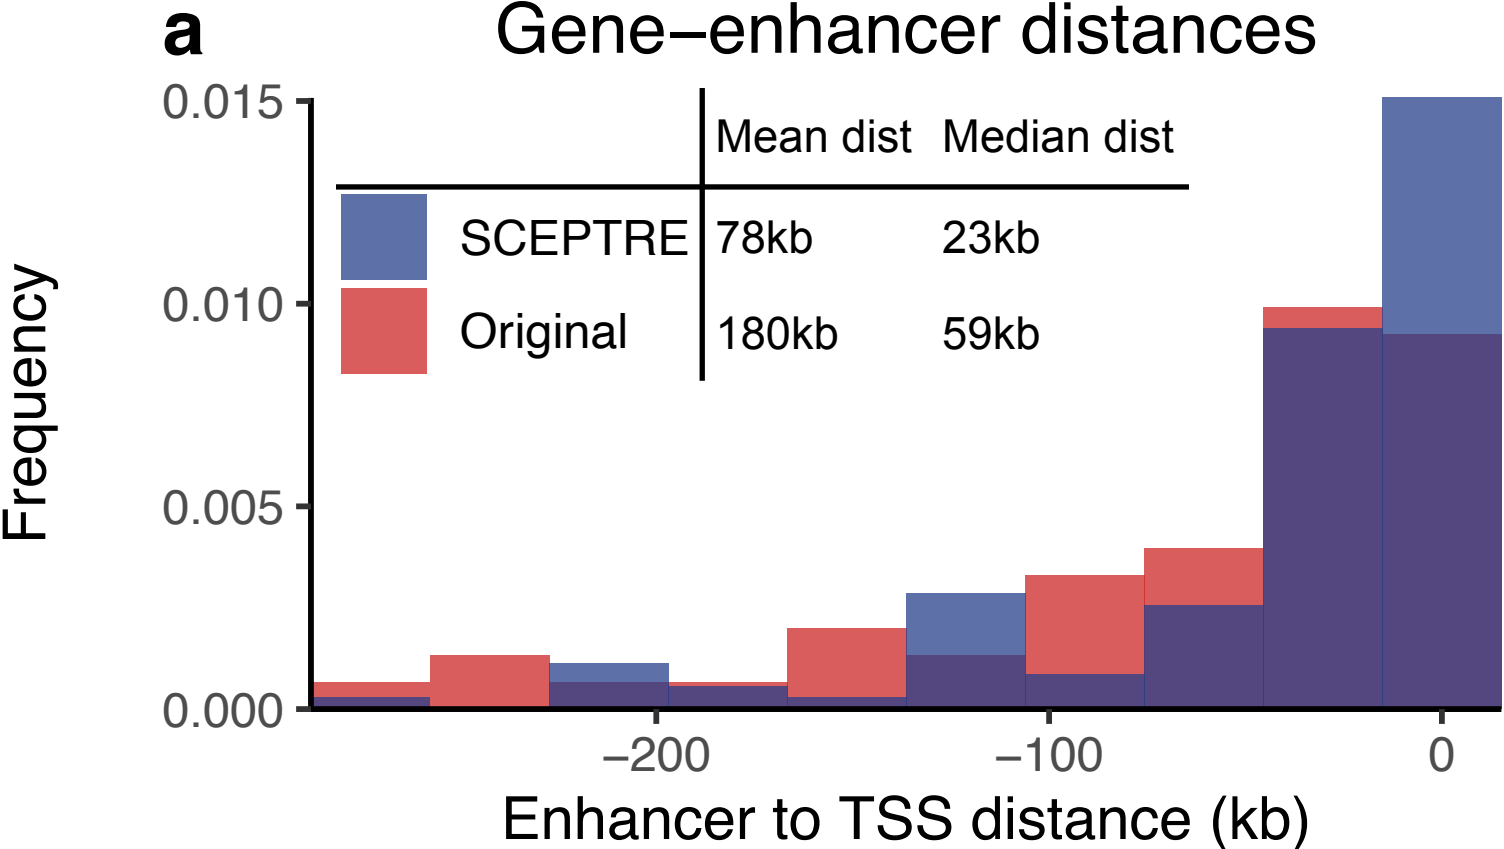 a
Gene−enhancer distances
Frequency
0.015
0.010
0.005
0.000
Mean dist Median dist
SCEPTRE 78kb 23kb
Original 180kb 59kb
−200 −100 0
Enhancer to TSS distance (kb)